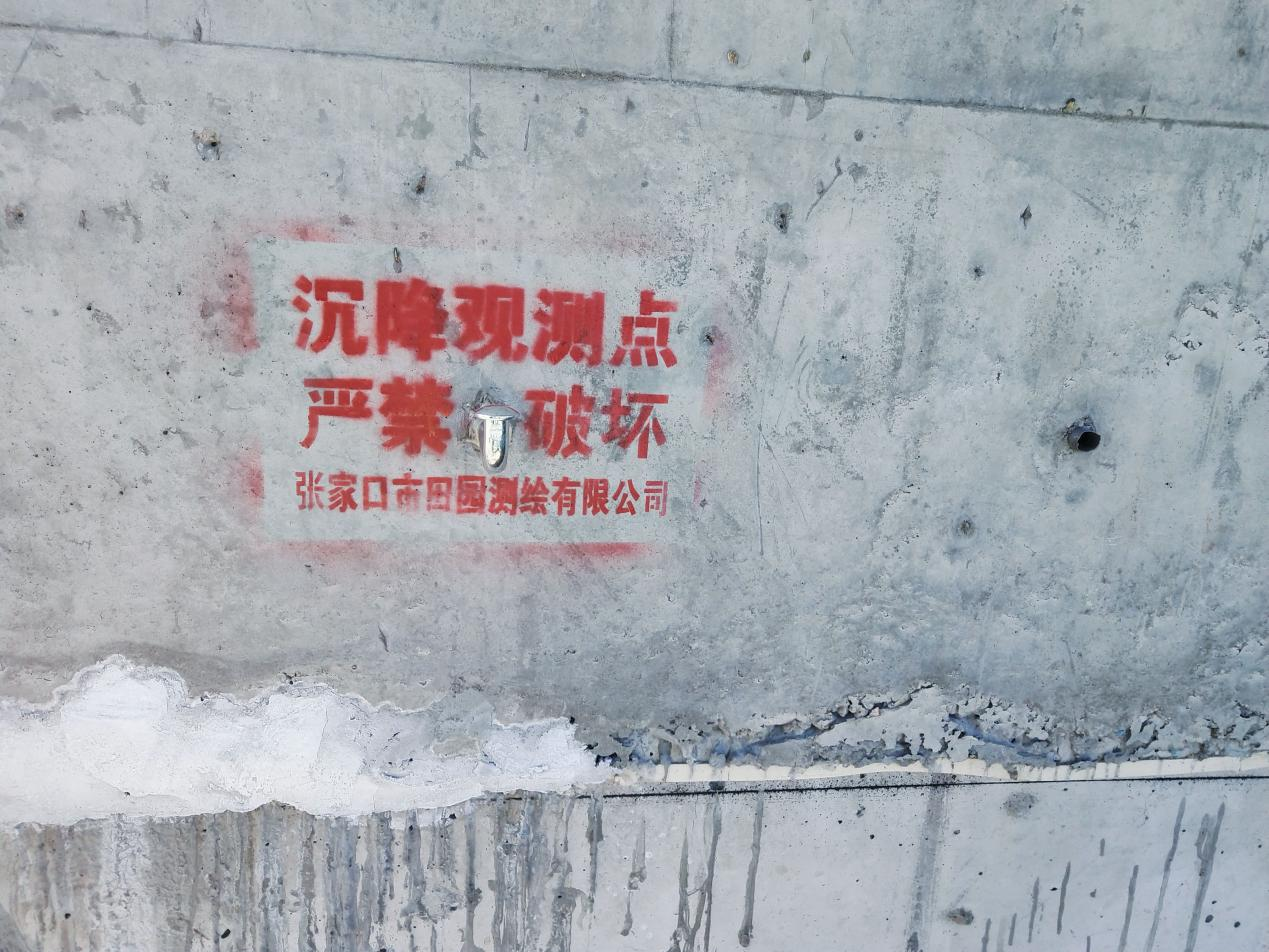 沉降观测点
严禁 破坏
张家口市田园测绘有限公司